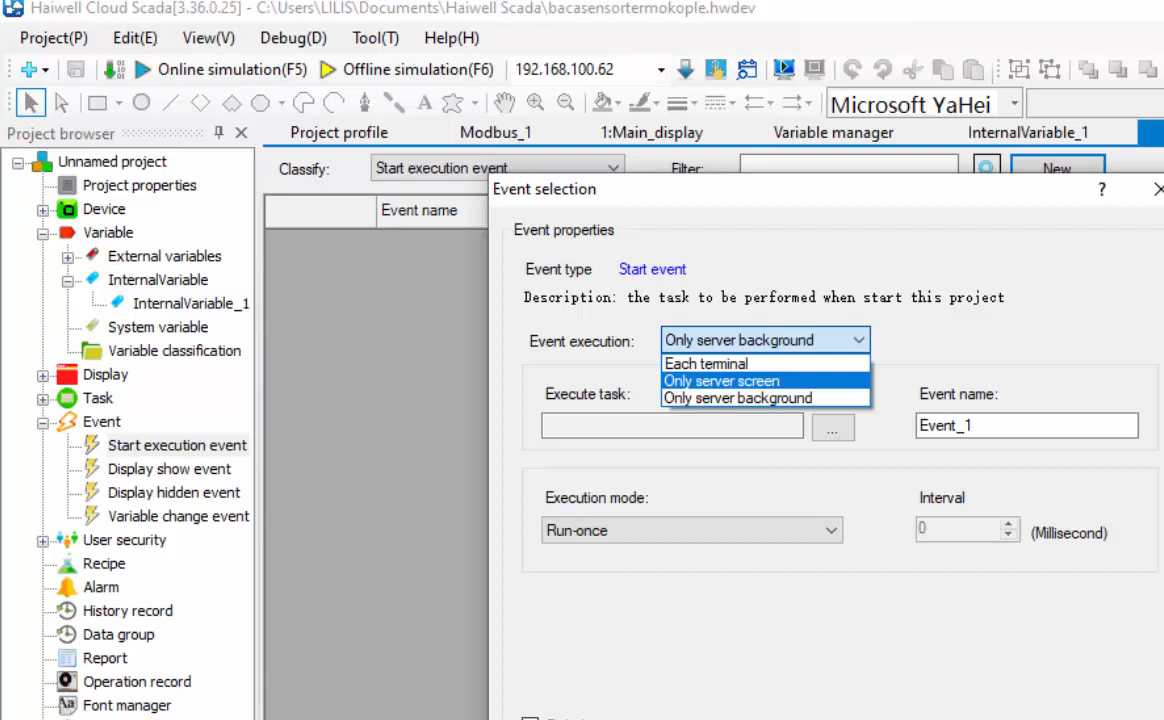 Haiwell Cloud Scada[3.36.0.25] - C:\Users\LILIS\Documents\Haiwell Scada\bacasensortermokople.hwdev
Project(P) Edit(E) View(V) Debug(D) Tool(T) Help(H)
Online simulation(F5) Offline simulation(F6) 192.168.100.62
A Microsoft YaHei
Project browser
Project profile Modbus_1 1:Main_display Variable manager InternalVariable_1
Unnamed project
Project properties
Device
Variable
External variables
InternalVariable
InternalVariable_1
System variable
Variable classification
Display
Task
Event
Start execution event
Display show event
Display hidden event
Variable change event
User security
Recipe
Alarm
History record
Data group
Report
Operation record
Aa Font manager
Classify: Start execution event Filter: New
Event name
Event selection ?
Event properties
Event type Start event
Description: the task to be performed when start this project
Event execution: Only server background
Each terminal
Only server screen
Only server background
Execute task: Event name:
... Event_1
Execution mode: Interval
Run-once 0 (Millisecond)